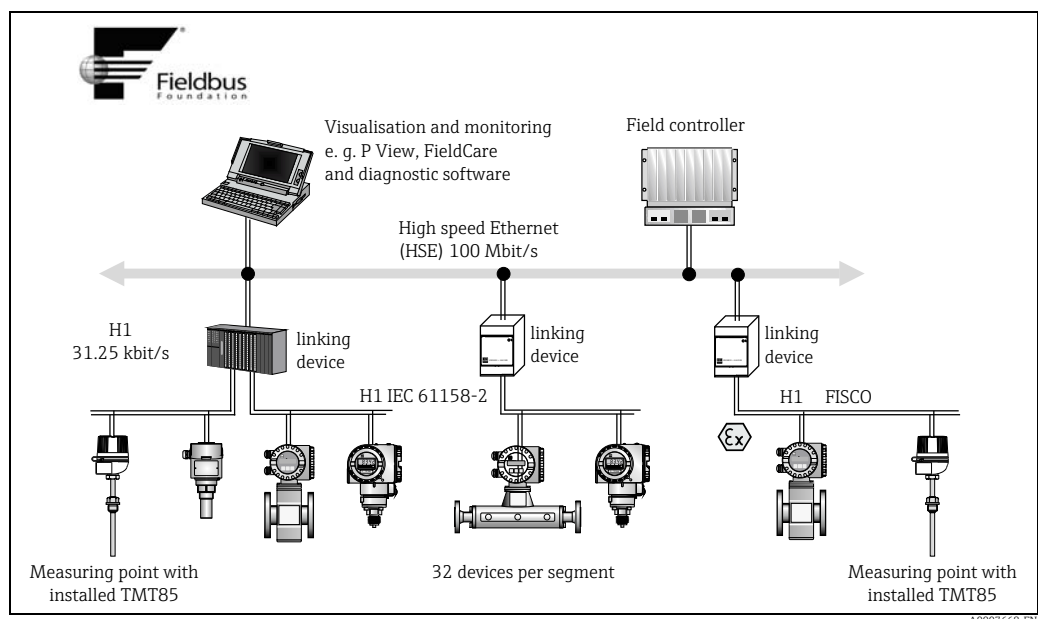 Fieldbus
Foundation
Visualisation and monitoring
e. g. P View, FieldCare
and diagnostic software
Field controller
High speed Ethernet
(HSE) 100 Mbit/s
H1
31.25 kbit/s
linking
device
linking
device
linking
device
H1 IEC 61158-2
H1 FISCO
εx
Measuring point with
installed TMT85
32 devices per segment
Measuring point with
installed TMT85